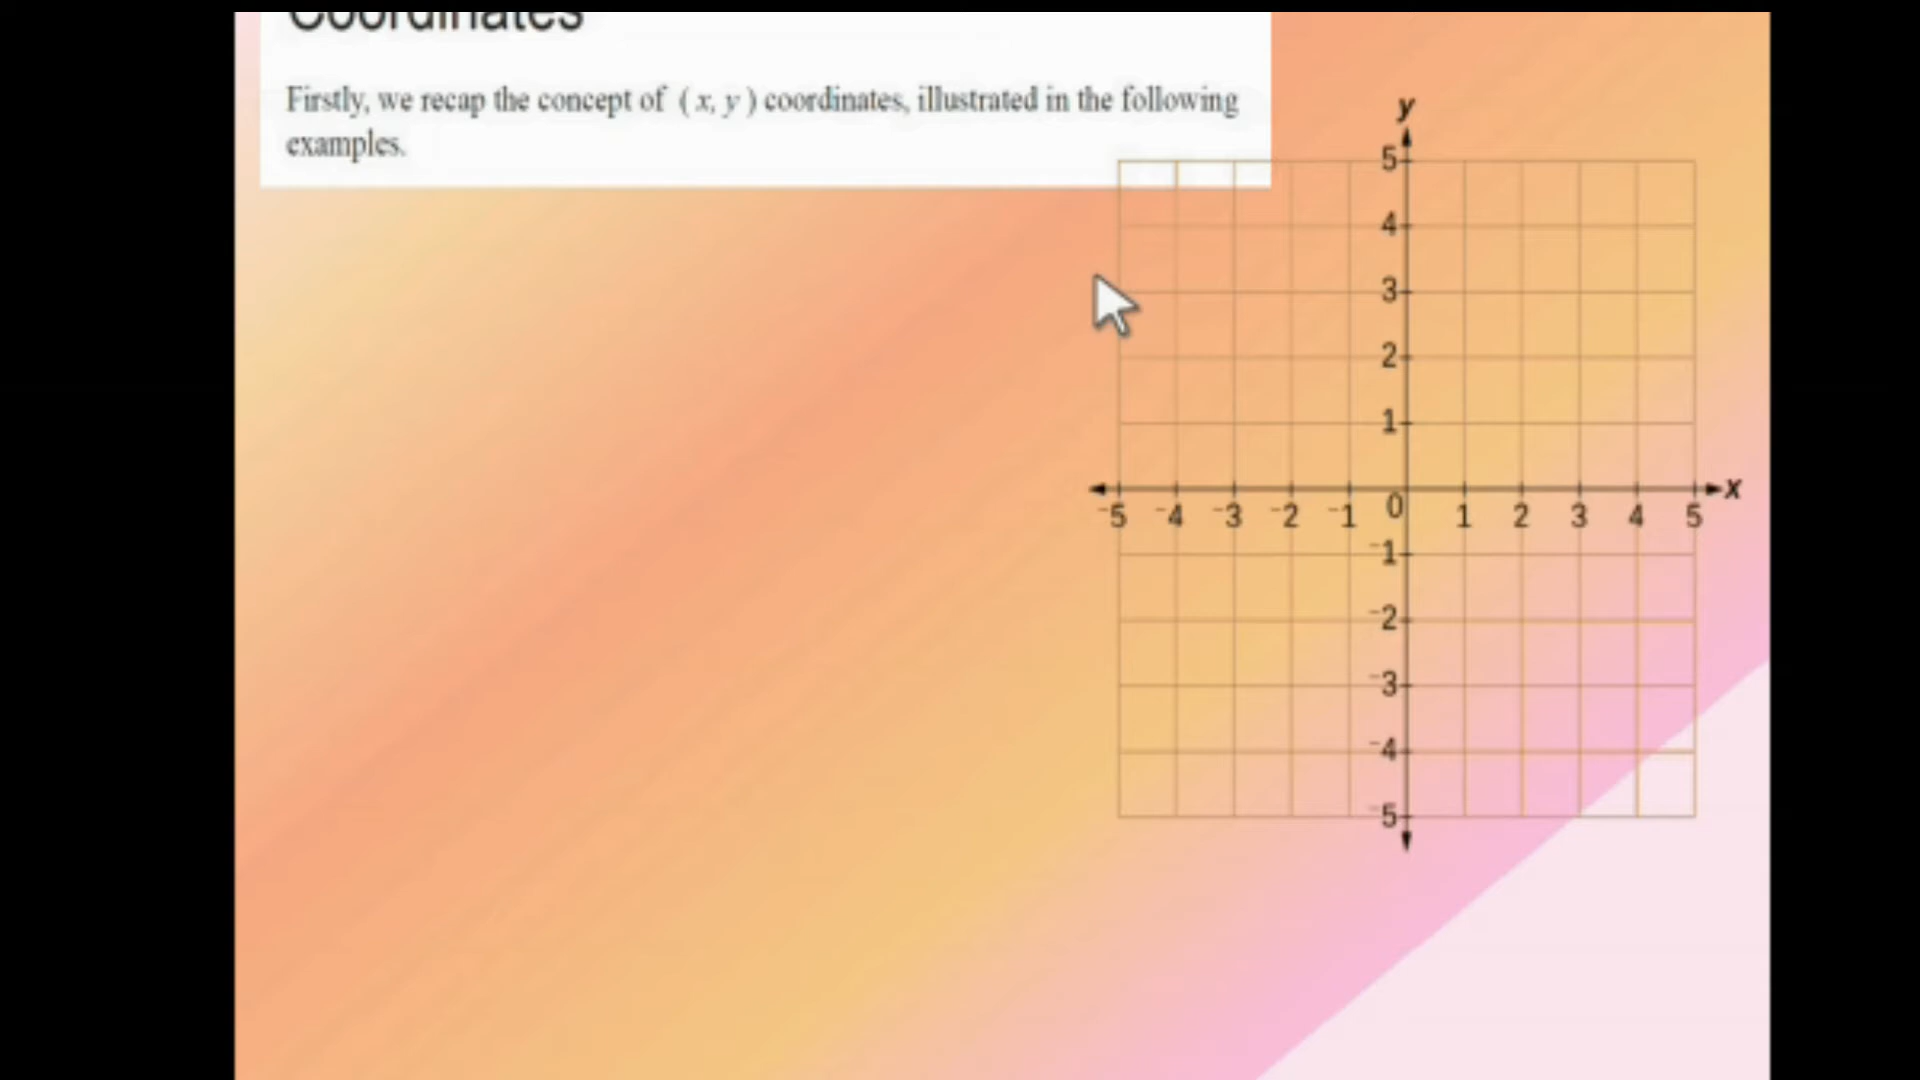 Coordinates
Firstly, we recap the concept of ( x, y ) coordinates, illustrated in the following
examples.
y
5
4
3
2
1
x
-5 -4 -3 -2 -1 0 1 2 3 4 5
-1
-2
-3
-4
-5